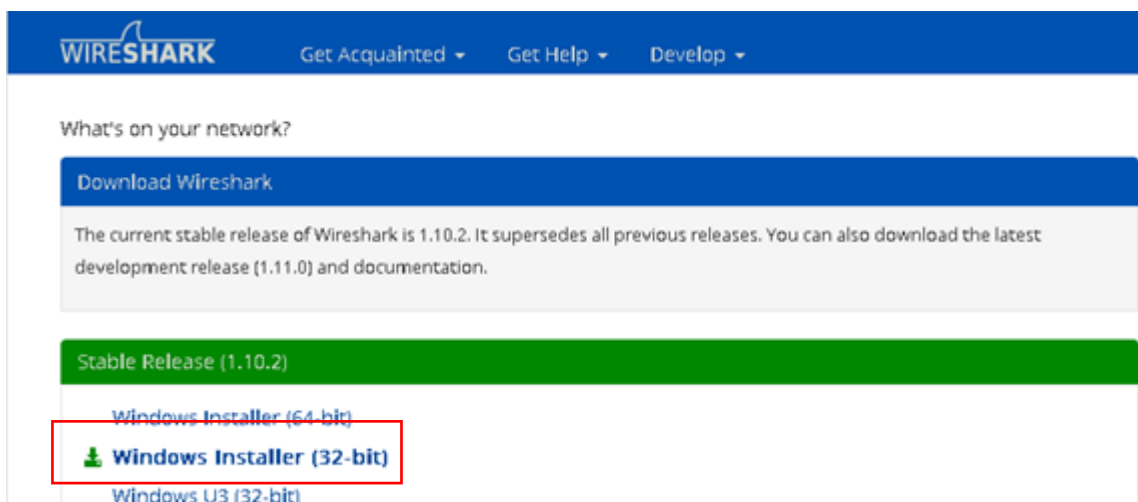 WIRESHARK Get Acquainted Get Help Develop
What's on your network?
Download Wireshark
The current stable release of Wireshark is 1.10.2. It supersedes all previous releases. You can also download the latest
development release (1.11.0) and documentation.
Stable Release (1.10.2)
Windows Installer (64-bit)
Windows Installer (32-bit)
Windows U3 (32-bit)